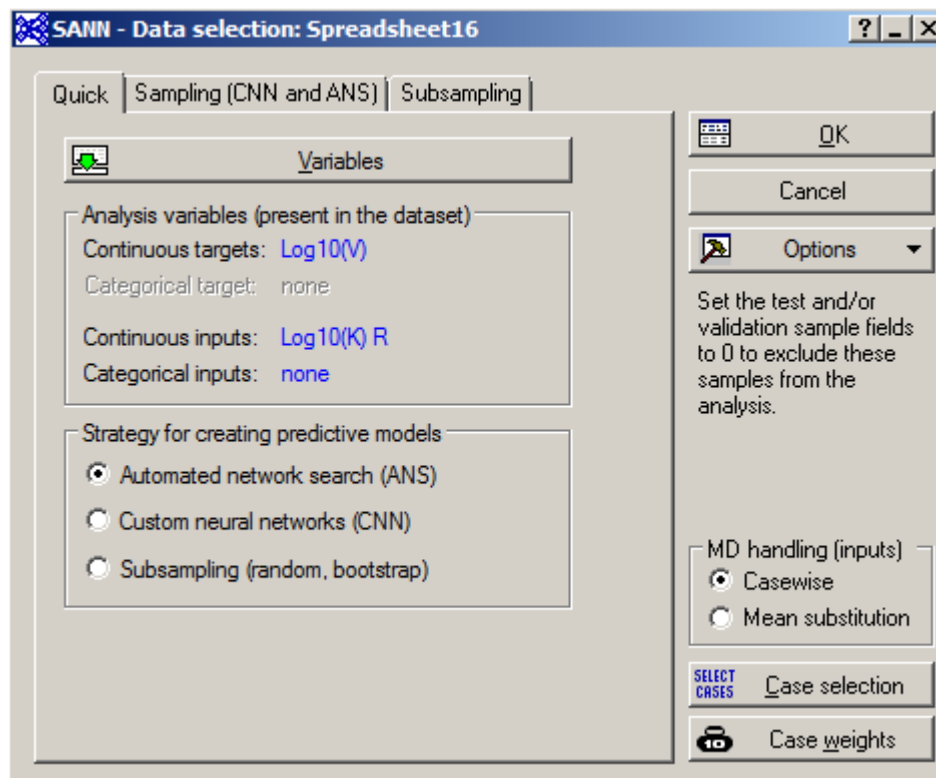 SANN - Data selection: Spreadsheet16
Quick
Sampling (CNN and ANS)
Subsampling
Variables
Analysis variables (present in the dataset)
Continuous targets: Log10(V)
Categorical target: none
Continuous inputs: Log10(K) R
Categorical inputs: none
Strategy for creating predictive models
Automated network search (ANS)
Custom neural networks (CNN)
Subsampling (random, bootstrap)
OK
Cancel
Options
Set the test and/or
validation sample fields
to 0 to exclude these
samples from the
analysis.
MD handling (inputs)
Casewise
Mean substitution
SELECT
CASES
Case selection
10
Case weights